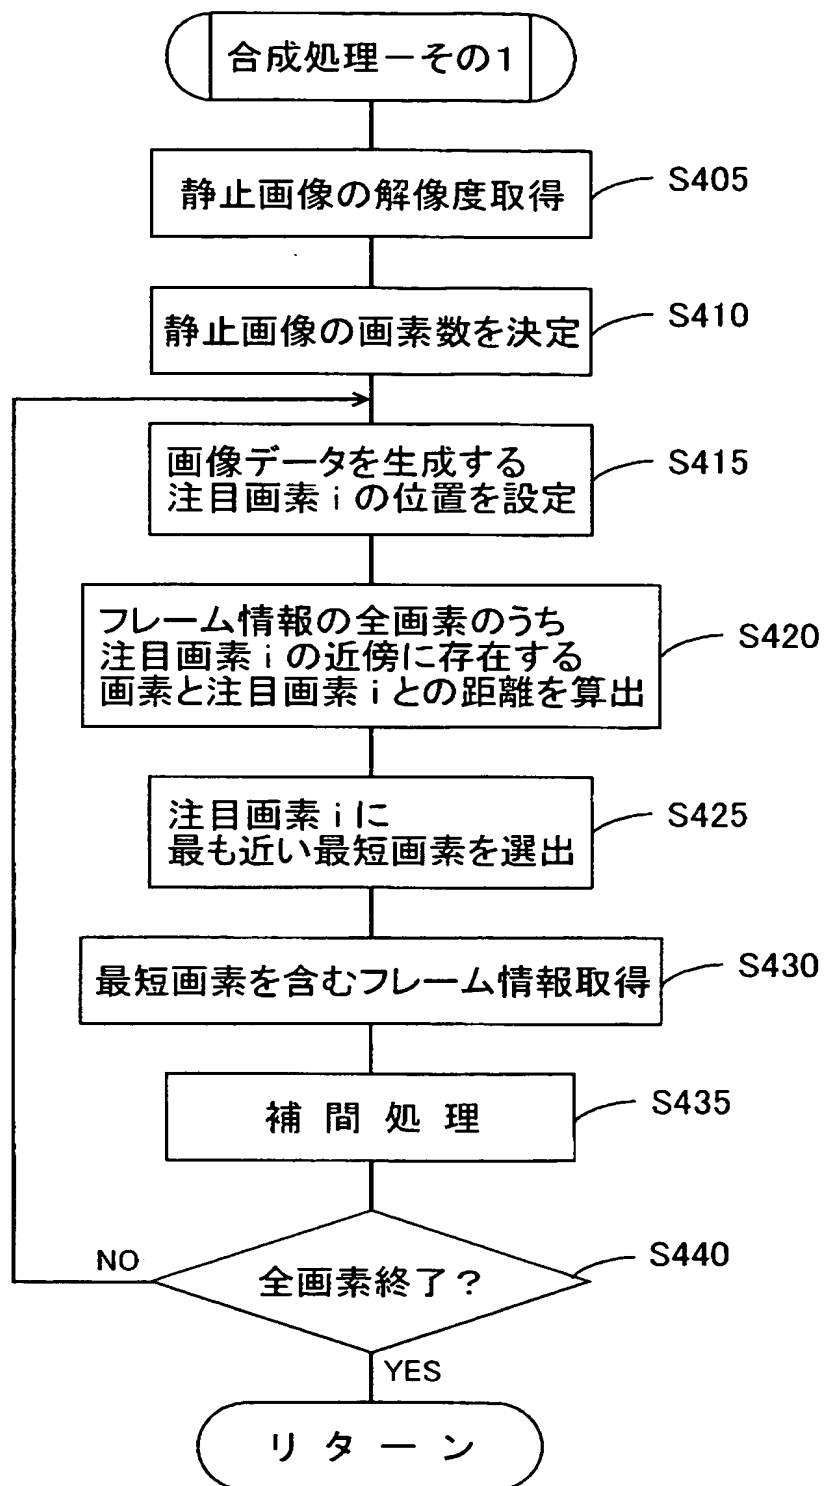 合成処理－その1
静止画像の解像度取得
S405
静止画像の画素数を決定
S410
画像データを生成する
注目画素iの位置を設定
S415
フレーム情報の全画素のうち
注目画素iの近傍に存在する
画素と注目画素iとの距離を算出
S420
注目画素iに
最も近い最短画素を選出
S425
最短画素を含むフレーム情報取得
S430
補間処理
S435
全画素終了？
S440
NO
YES
リターン